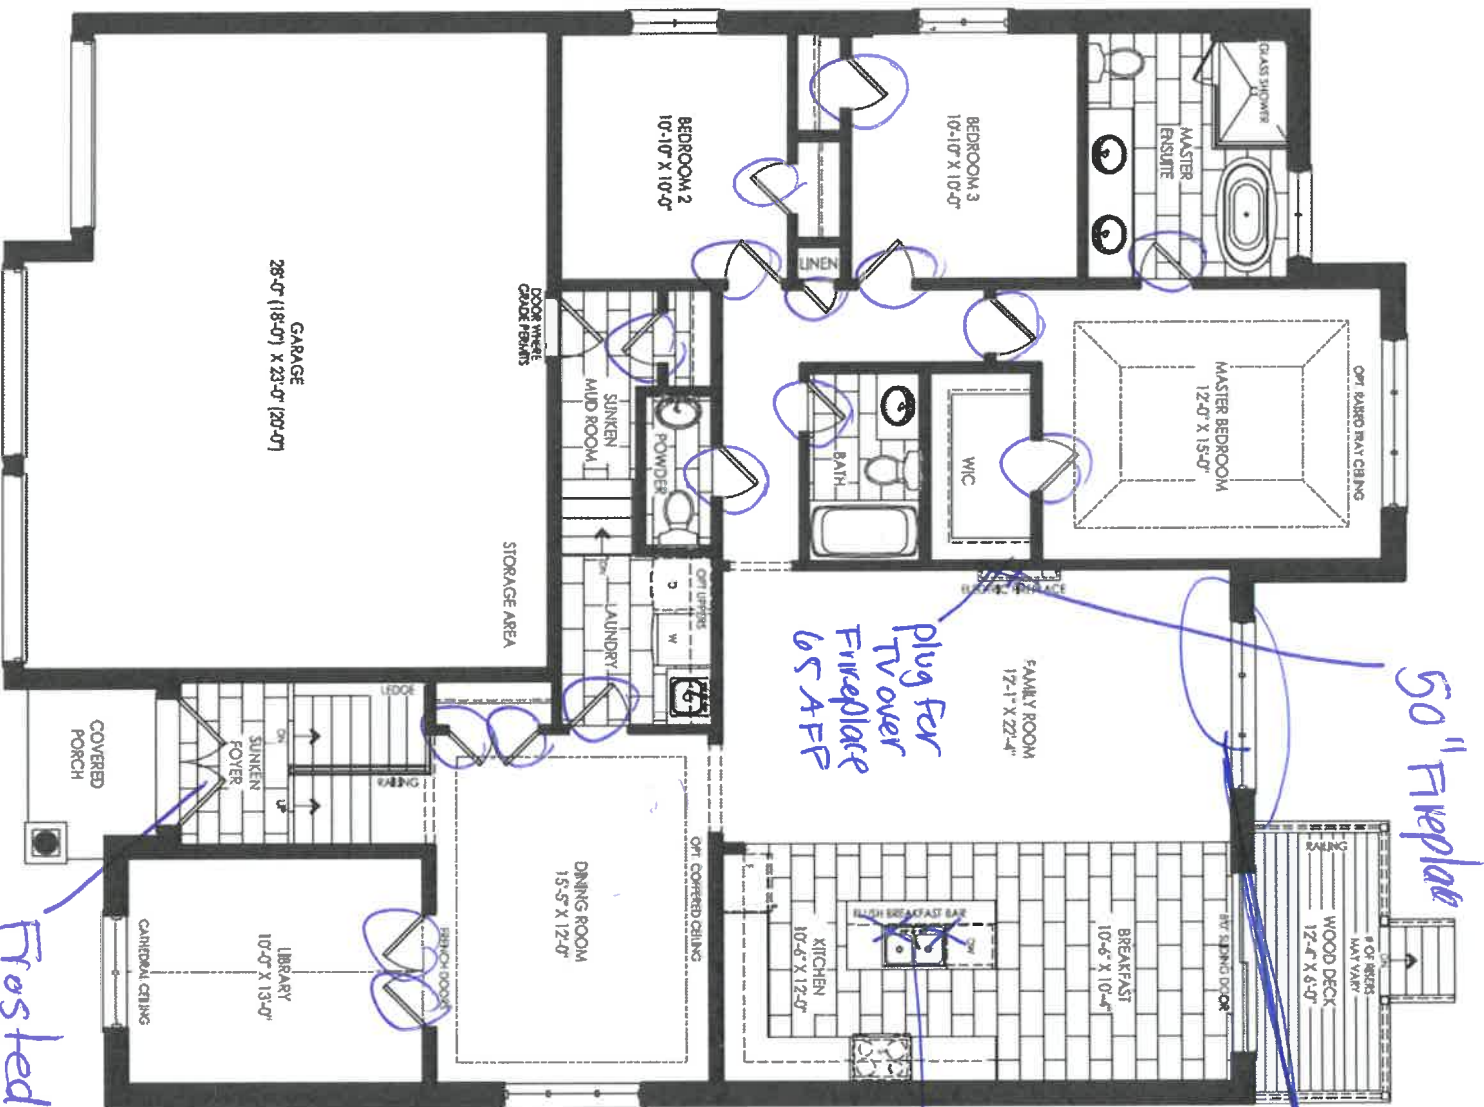 GLASS SHOWER
MASTER
ENSUITE
BEDROOM 3
10'-10" X 10'-0"
BEDROOM 2
10'-10" X 10'-0"
LINEN
OPT. RAISED TRAY CEILING
MASTER BEDROOM
12'-0" X 15'-0"
WIC
BATH
POWDER
SUNKEN
MUD ROOM
DOOR WHERE
GRADE PERMITS
GARAGE
28'-0" (18'-0") X 23'-0" (20'-0")
STORAGE AREA
OPT UPPERS
D
W
LAUNDRY
DN
ELECTRIC FIREPLACE
FAMILY ROOM
12'-1" X 22'-4"
plug for
TV over
Fireplace
65 AFF
50" Fireplac
RAILING
WOOD DECK
12'-4" X 6'-0"
# OF RISERS
MAY VARY
DN
8'0" SLIDING DOOR
BREAKFAST
10'-6" X 10'-4"
FLUSH BREAKFAST BAR
DW
KITCHEN
10'-6" X 12'-0"
F
OPT COFFERED CEILING
DINING ROOM
15'-5" X 12'-0"
FRENCH DOORS
LIBRARY
10'-0" X 13'-0"
CATHEDRAL CEILING
LEDGE
RAILING
DN
UP
SUNKEN
FOYER
COVERED
PORCH
Frosted